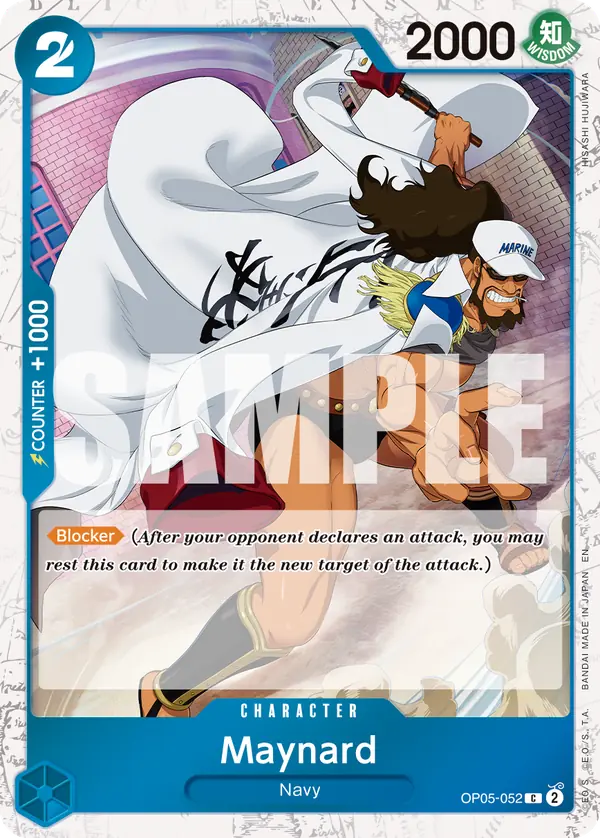 2
2000
知
WISDOM
HISASHI HUJIWARA
COUNTER +1000
MARINE
SAMPLE
Blocker (After your opponent declares an attack, you may
rest this card to make it the new target of the attack.)
CHARACTER
Maynard
Navy
OP05-052 C 2
BANDAI MADE IN JAPAN EN
©E.O./S., T.A.